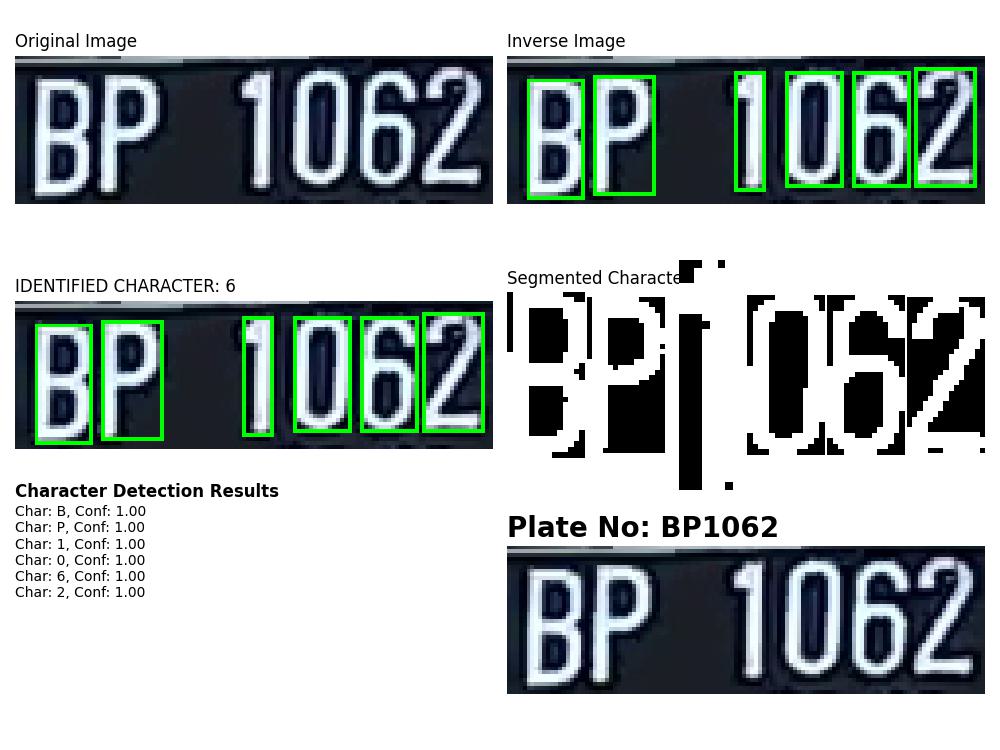 Original Image
BP 1062
Inverse Image
BP 1062
IDENTIFIED CHARACTER: 6
BP 1062
Segmented Characte
BP1062
Character Detection Results
Char: B, Conf: 1.00
Char: P, Conf: 1.00
Char: 1, Conf: 1.00
Char: 0, Conf: 1.00
Char: 6, Conf: 1.00
Char: 2, Conf: 1.00
Plate No: BP1062
BP 1062